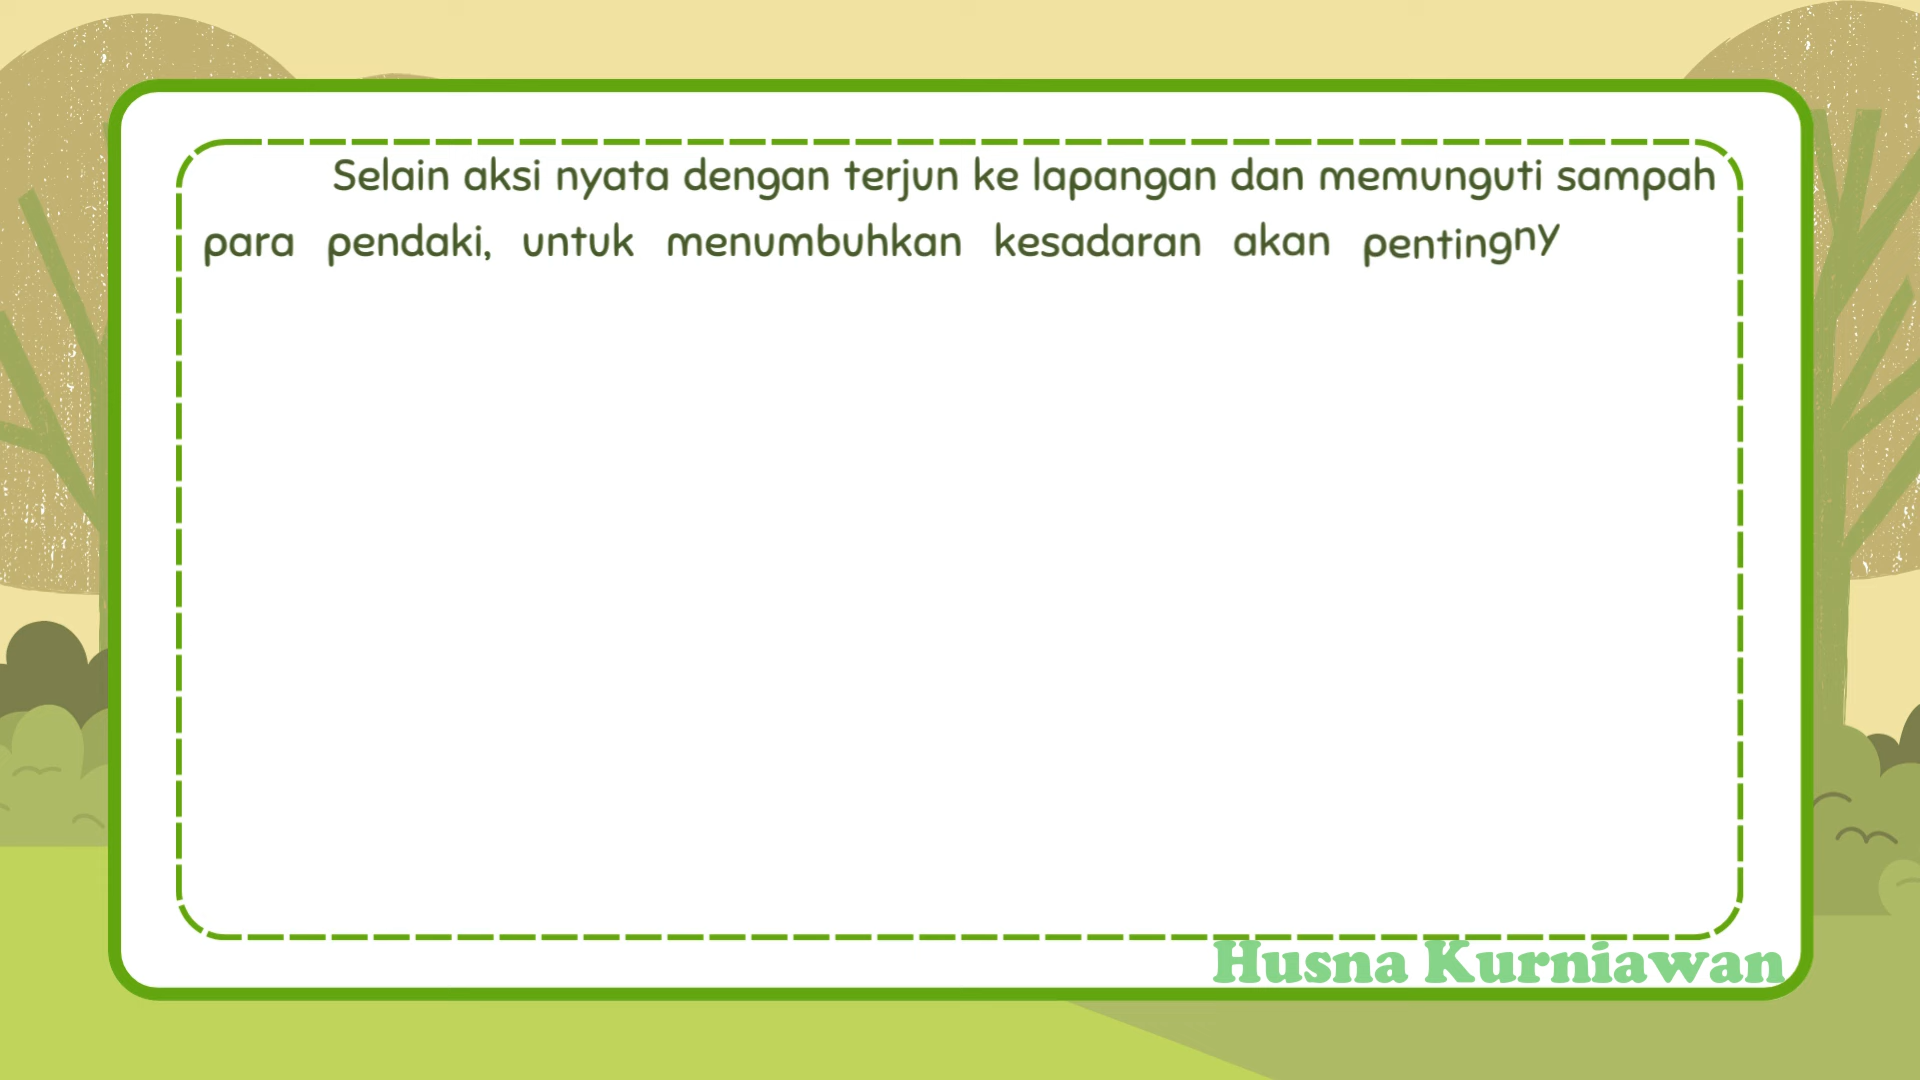 Selain aksi nyata dengan terjun ke lapangan dan memunguti sampah
para pendaki, untuk menumbuhkan kesadaran akan pentingny
Husna Kurniawan